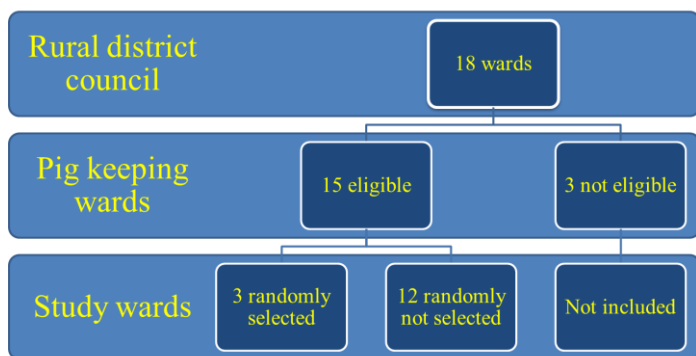 Rural district
council
18 wards
Pig keeping
wards
15 eligible
3 not eligible
Study wards
3 randomly
selected
12 randomly
not selected
Not included